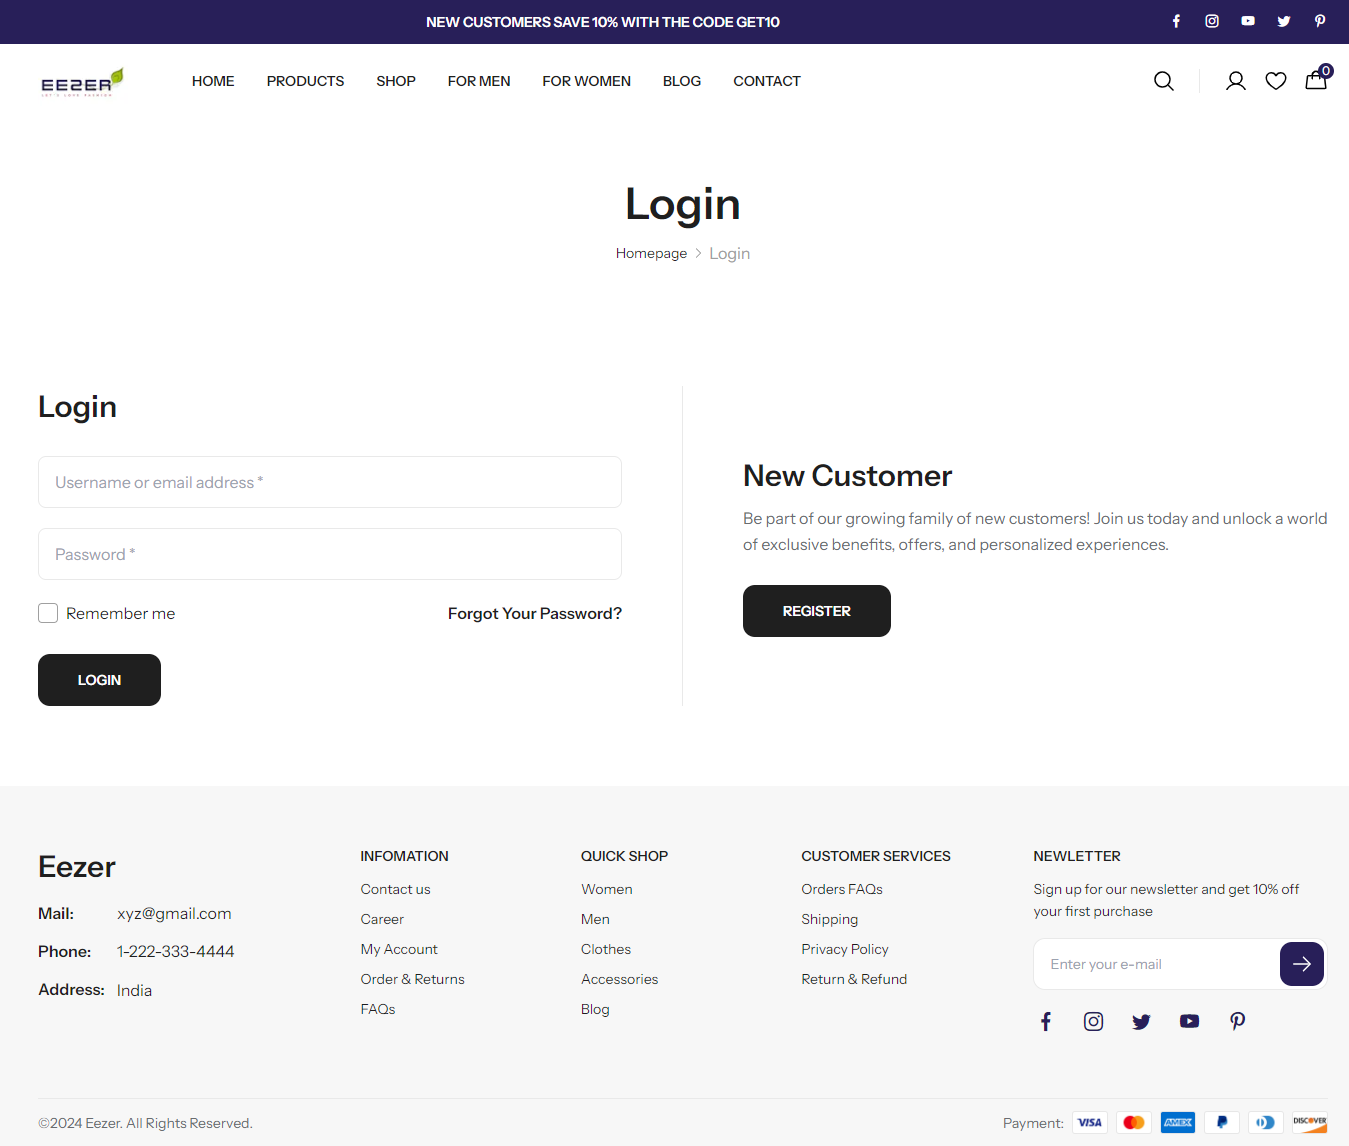 NEW CUSTOMERS SAVE 10% WITH THE CODE GET10
EEZER
HOME PRODUCTS SHOP FOR MEN FOR WOMEN BLOG CONTACT
0
Login
Homepage > Login
Login
Username or email address *
Password *
Remember me
Forgot Your Password?
LOGIN
New Customer
Be part of our growing family of new customers! Join us today and unlock a world
of exclusive benefits, offers, and personalized experiences.
REGISTER
Eezer
Mail: xyz@gmail.com
Phone: 1-222-333-4444
Address: India
INFOMATION
Contact us
Career
My Account
Order & Returns
FAQs
QUICK SHOP
Women
Men
Clothes
Accessories
Blog
CUSTOMER SERVICES
Orders FAQs
Shipping
Privacy Policy
Return & Refund
NEWLETTER
Sign up for our newsletter and get 10% off
your first purchase
Enter your e-mail
©2024 Eezer. All Rights Reserved.
Payment: VISA AMEX DISCOVER